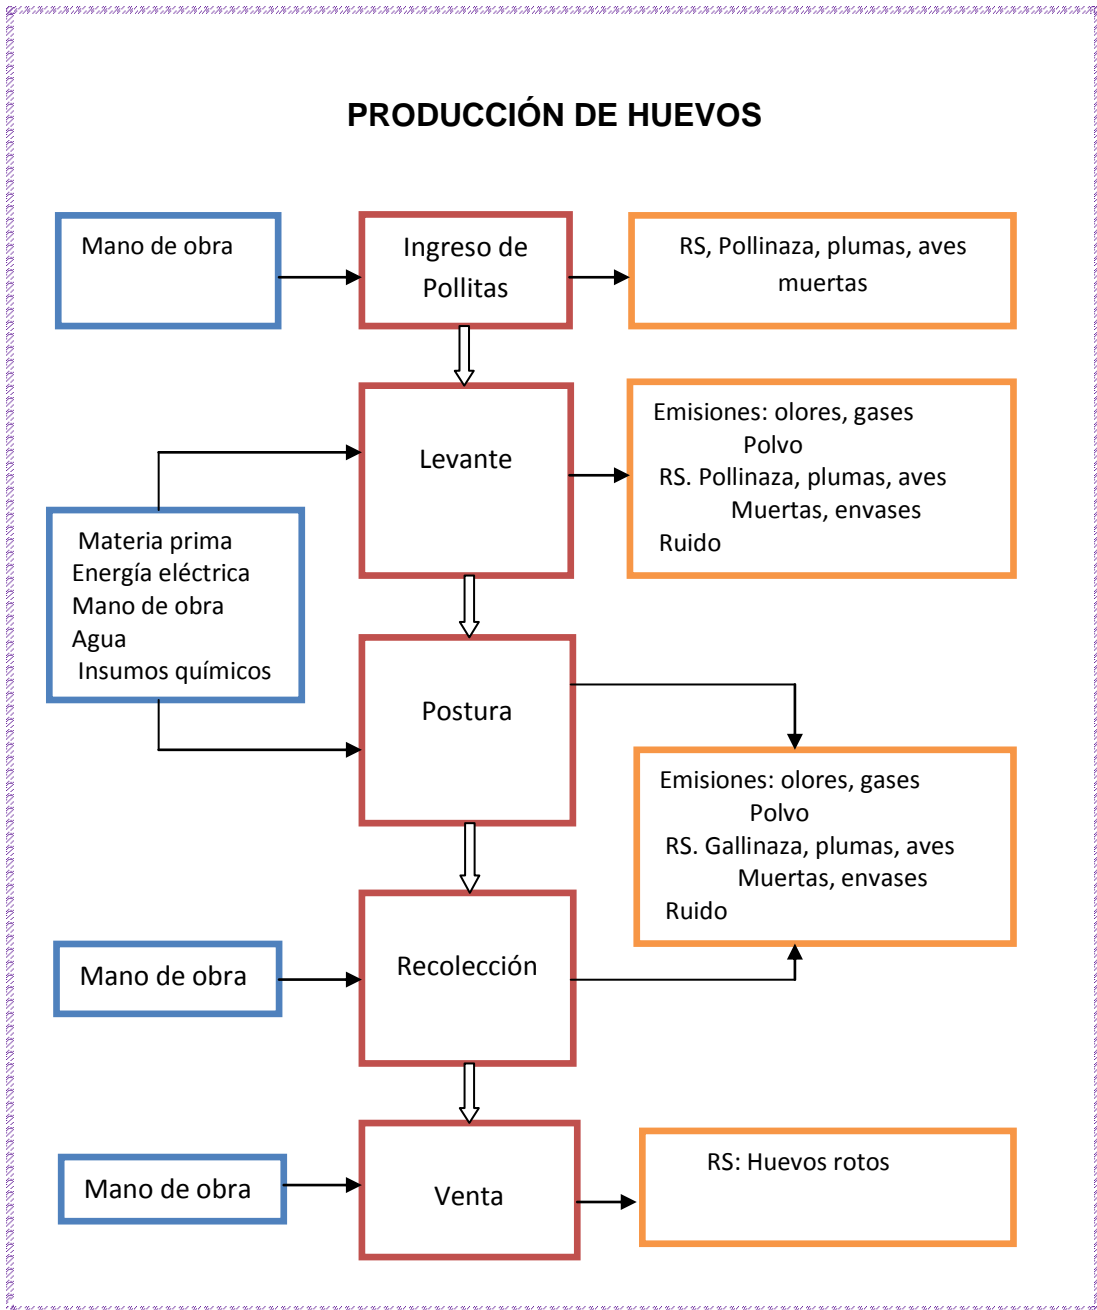 PRODUCCIÓN DE HUEVOS
Mano de obra
Ingreso de
Pollitas
RS, Pollinaza, plumas, aves
muertas
Levante
Emisiones: olores, gases
Polvo
RS. Pollinaza, plumas, aves
Muertas, envases
Ruido
Materia prima
Energía eléctrica
Mano de obra
Agua
Insumos químicos
Postura
Emisiones: olores, gases
Polvo
RS. Gallinaza, plumas, aves
Muertas, envases
Ruido
Mano de obra
Recolección
Mano de obra
Venta
RS: Huevos rotos